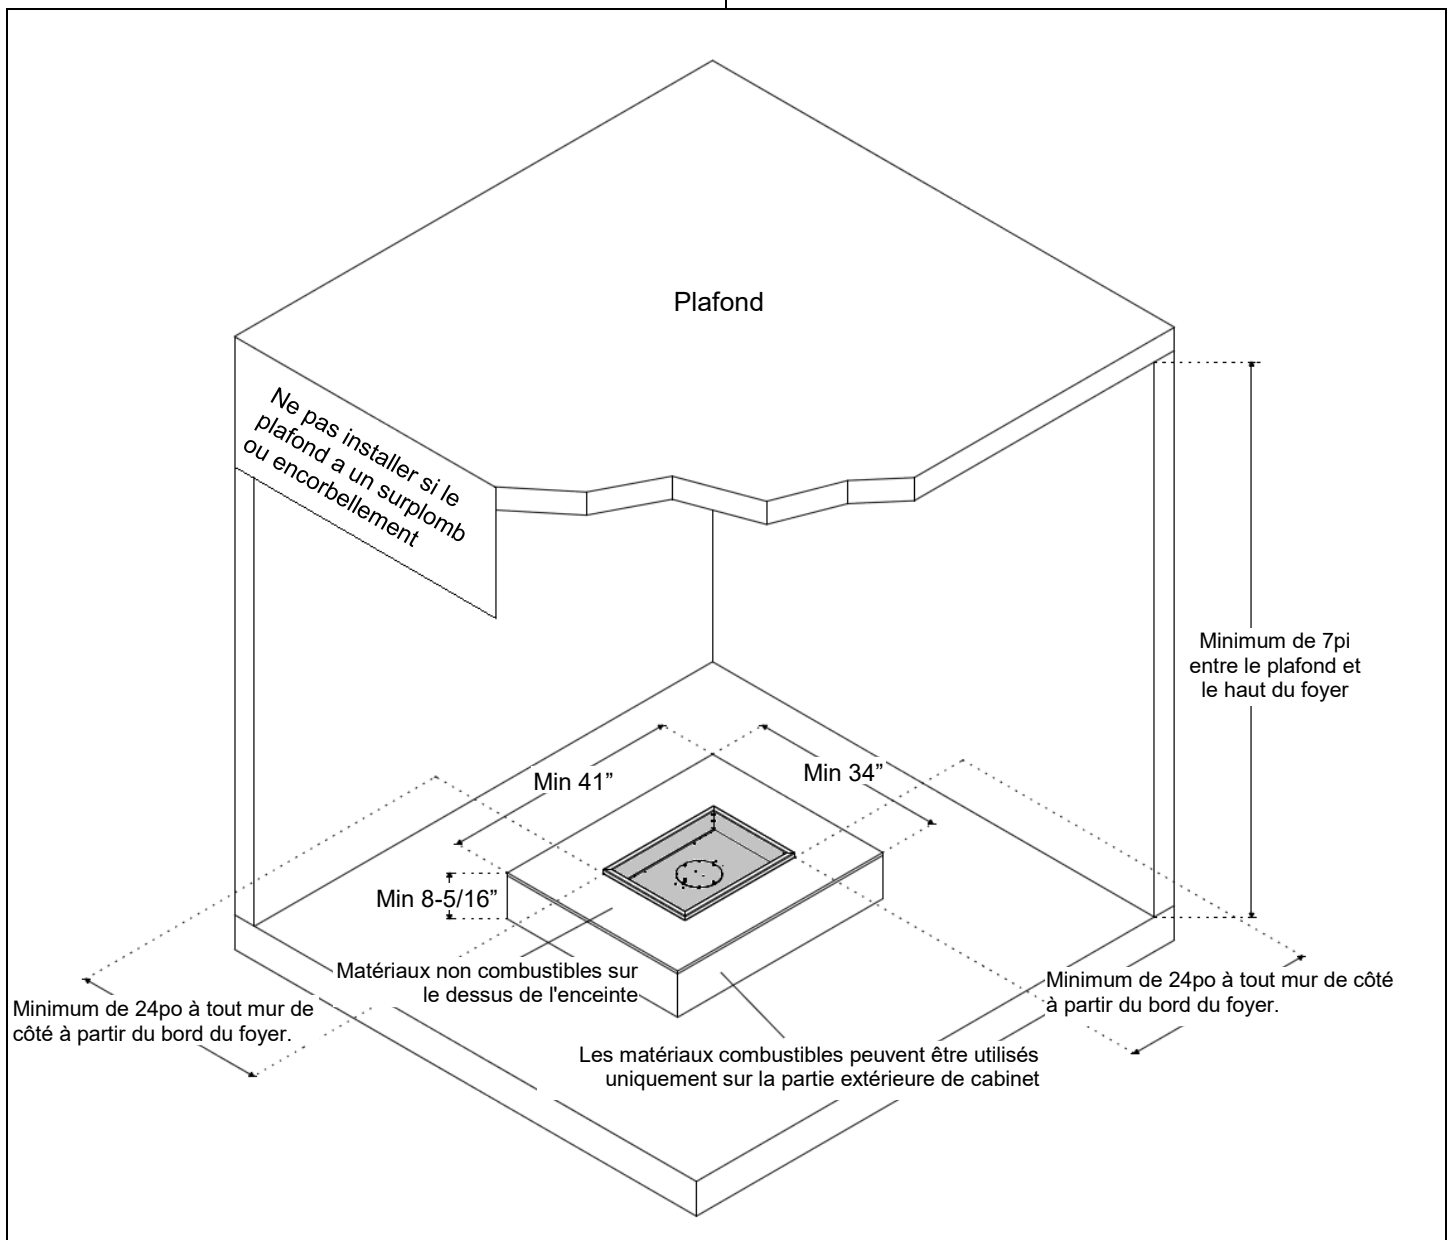 Plafond
Ne pas installer si le
plafond a un surplomb
ou encorbellement
Minimum de 7pi
entre le plafond et
le haut du foyer
Min 41”
Min 34”
Min 8-5/16”
Matériaux non combustibles sur
le dessus de l'enceinte
Minimum de 24po à tout mur de côté
à partir du bord du foyer.
Minimum de 24po à tout mur de
côté à partir du bord du foyer.
Les matériaux combustibles peuvent être utilisés
uniquement sur la partie extérieure de cabinet